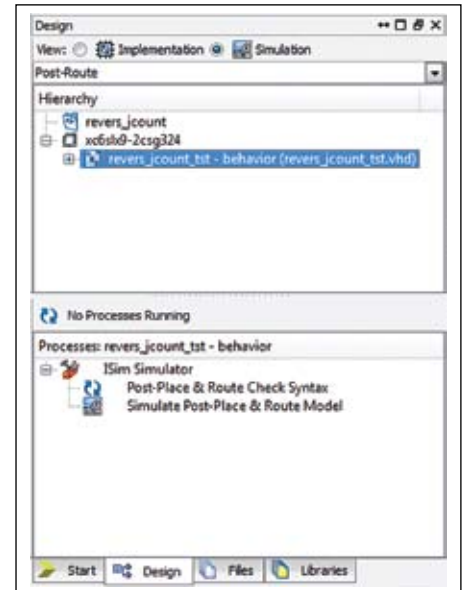 Design
View: Implementation Simulation
Post-Route
Hierarchy
revers_jcount
xc6slx9-2csg324
revers_jcount_tst - behavior (revers_jcount_tst.vhd)
No Processes Running
Processes: revers_jcount_tst - behavior
ISim Simulator
Post-Place & Route Check Syntax
Simulate Post-Place & Route Model
Start Design Files Libraries